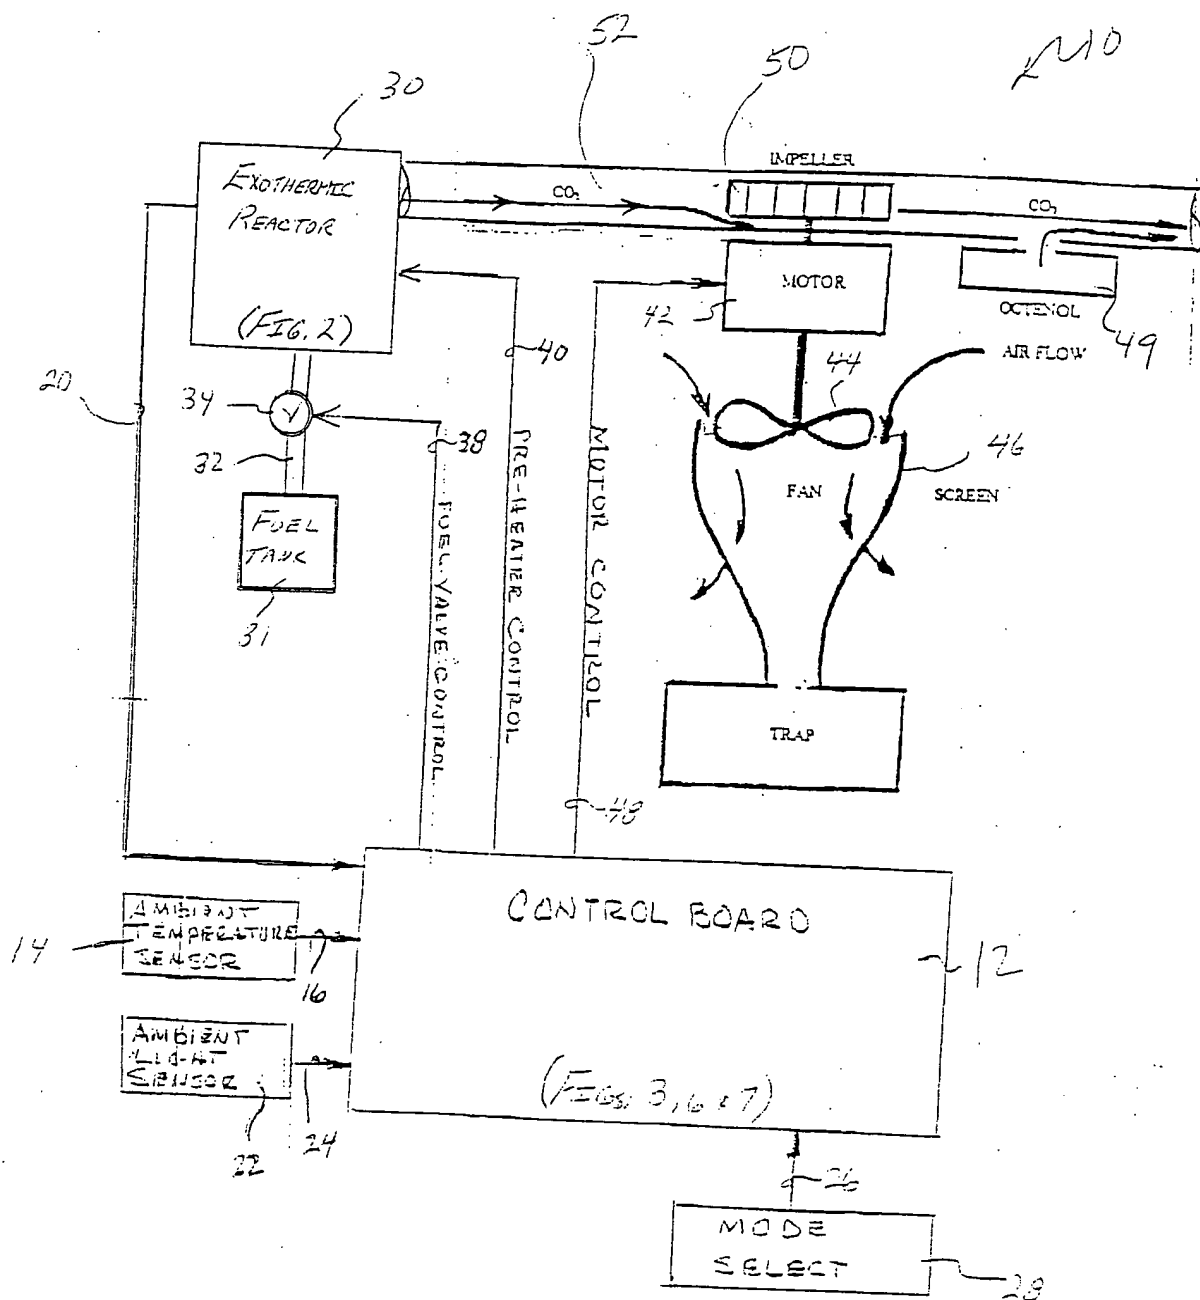 52
50
10
30
IMPELLER
EXOTHERMIC
REACTOR
CO2
CO2
MOTOR
42
OCTENOL
49
(FIG. 2)
40
44
AIR FLOW
20
34
38
32
46
FAN
SCREEN
FUEL
TANK
31
FUEL VALVE CONTROL
PRE-HEATER CONTROL
MOTOR CONTROL
TRAP
48
CONTROL BOARD
AMBIENT
TEMPERATURE
SENSOR
14
16
12
AMBIENT
LIGHT
SENSOR
22
24
(FIGS. 3, 6 & 7)
26
MODE
SELECT
28